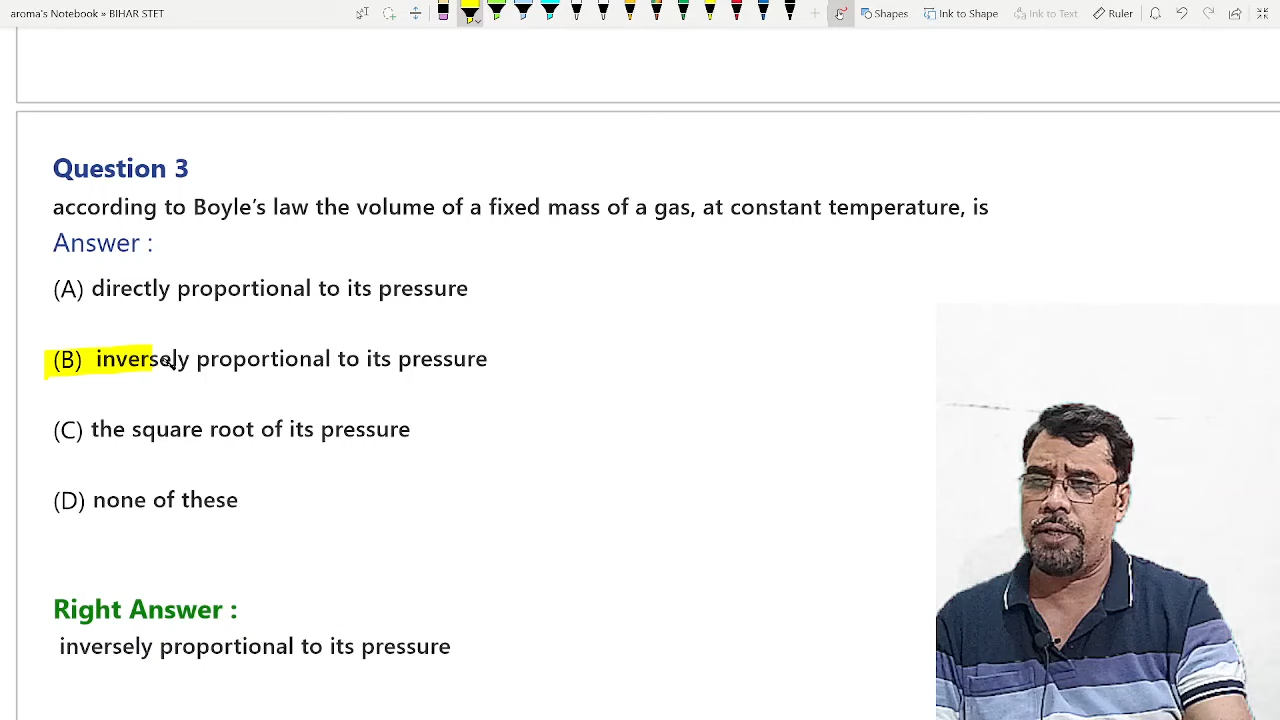 aroma's Notebook » BIHAR STET
Shapes
Ink to Shape
Ink to Text
Ruler
Question 3
according to Boyle's law the volume of a fixed mass of a gas, at constant temperature, is
Answer :
(A) directly proportional to its pressure
(B) inversely proportional to its pressure
(C) the square root of its pressure
(D) none of these
Right Answer :
inversely proportional to its pressure